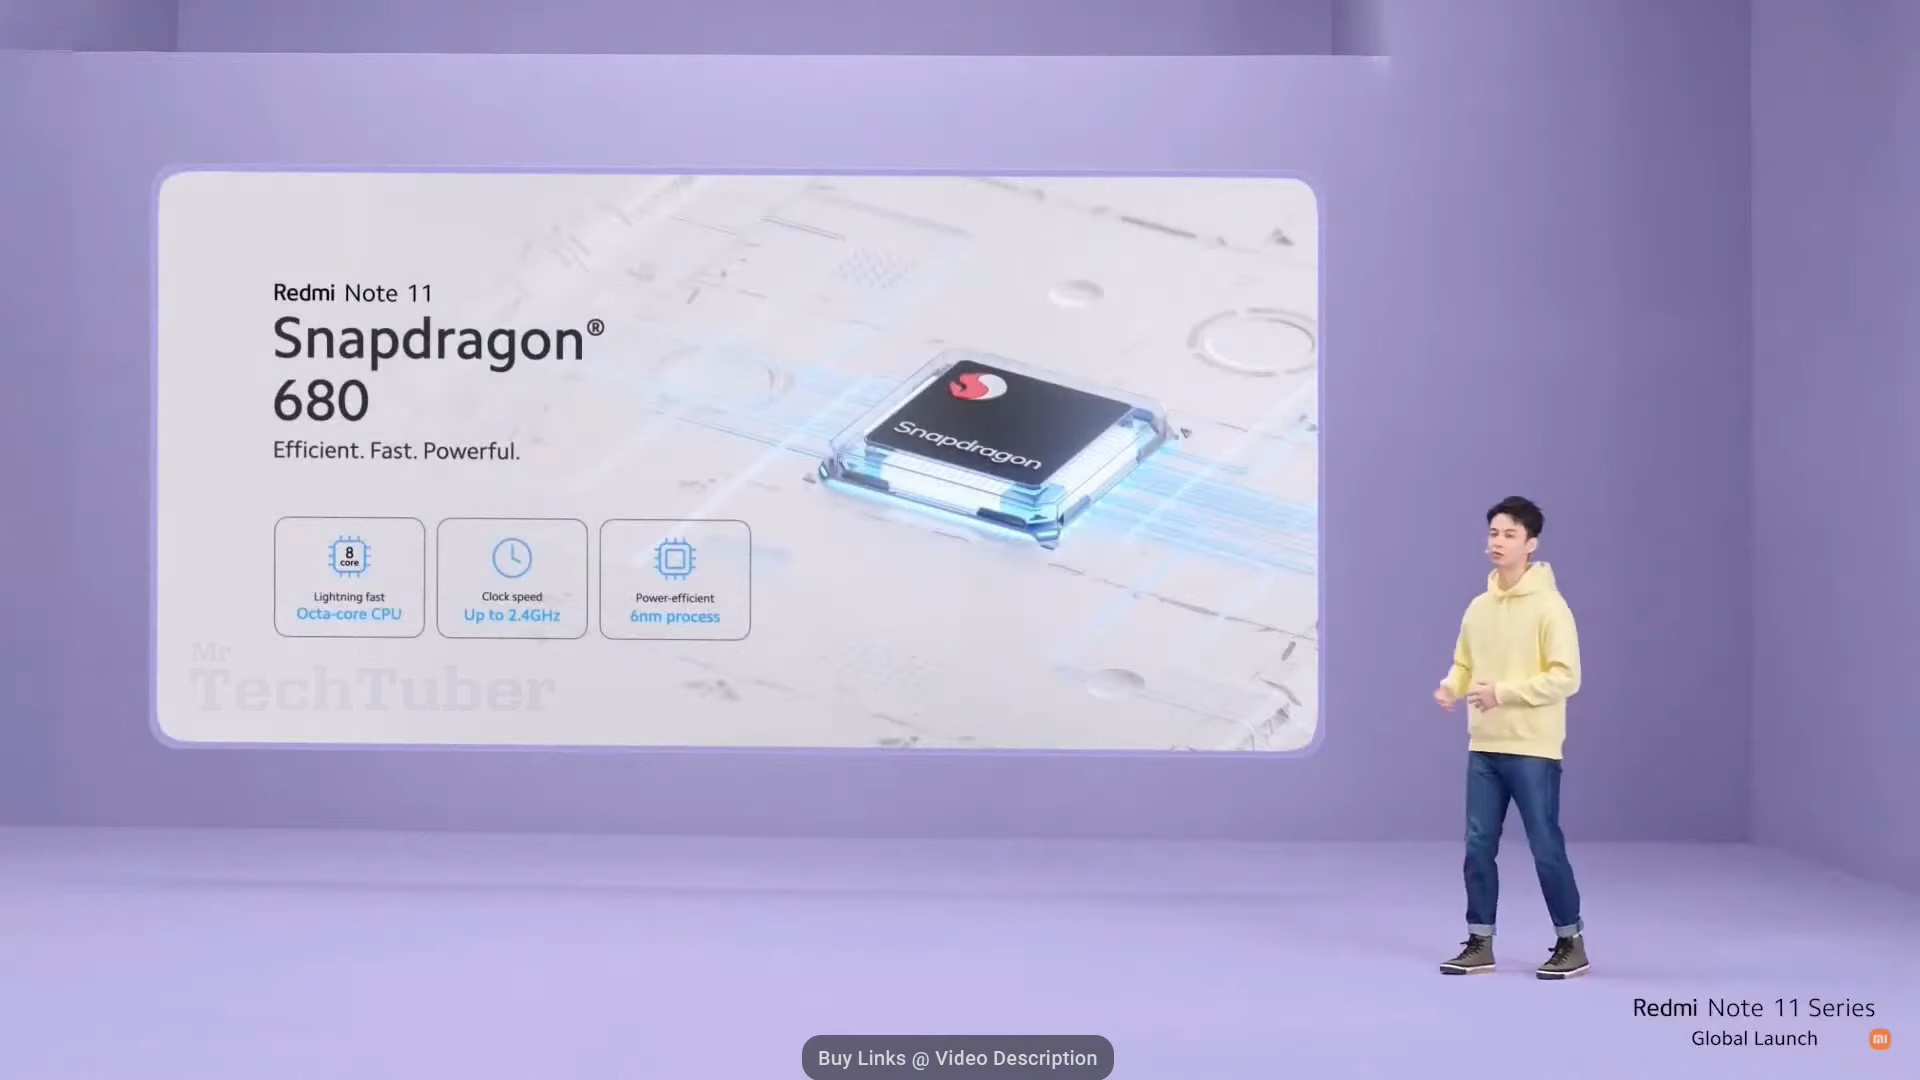 Redmi Note 11
Snapdragon®
680
Efficient. Fast. Powerful.
8
core
Lightning fast
Octa-core CPU
Clock speed
Up to 2.4GHz
Power-efficient
6nm process
Snapdragon
Mr
TechTuber
Redmi Note 11 Series
Global Launch
mi
Buy Links @ Video Description